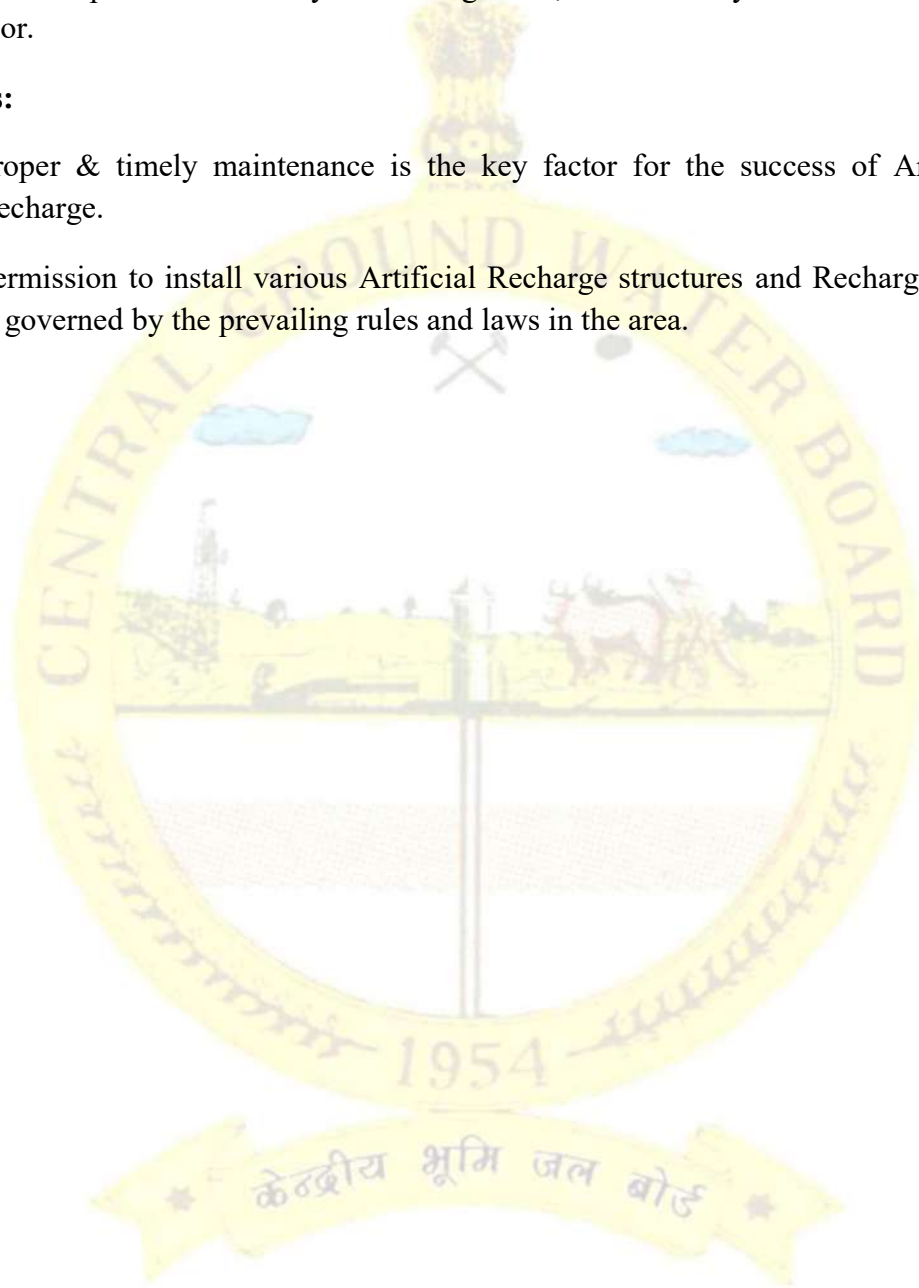 or.
s:
roper & timely maintenance is the key factor for the success of Ar
echarge.
ermission to install various Artificial Recharge structures and Recharg
governed by the prevailing rules and laws in the area.
CENTRAL GROUND WATER BOARD
1954
केन्द्रीय भूमि जल बोर्ड